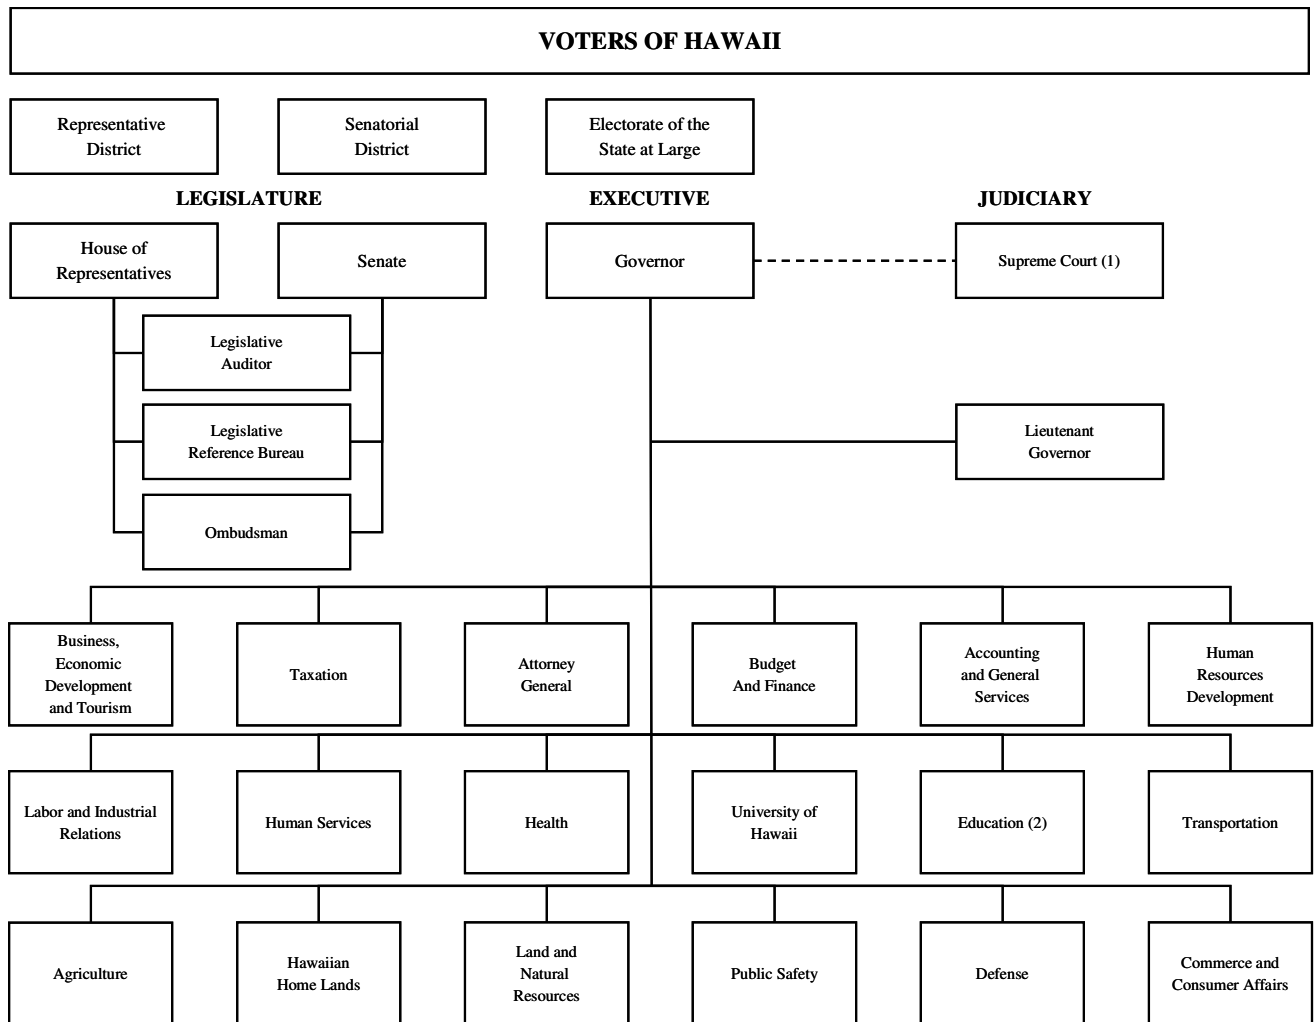 VOTERS OF HAWAII
Representative
District
Senatorial
District
Electorate of the
State at Large
LEGISLATURE
EXECUTIVE
JUDICIARY
House of
Representatives
Senate
Governor
Supreme Court (1)
Legislative
Auditor
Legislative
Reference Bureau
Lieutenant
Governor
Ombudsman
Business,
Economic
Development
and Tourism
Taxation
Attorney
General
Budget
And Finance
Accounting
and General
Services
Human
Resources
Development
Labor and Industrial
Relations
Human Services
Health
University of
Hawaii
Education (2)
Transportation
Agriculture
Hawaiian
Home Lands
Land and
Natural
Resources
Public Safety
Defense
Commerce and
Consumer Affairs